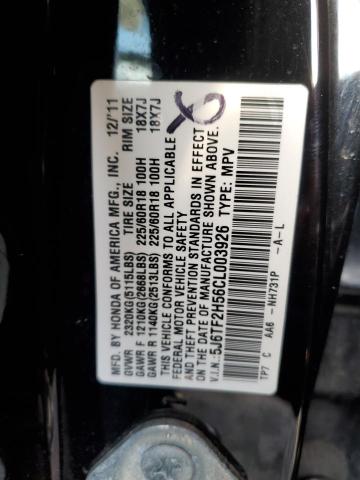 MFD. BY HONDA OF AMERICA MFG., INC. 12/'11
GVWR 2320KG(5115LBS) TIRE SIZE RIM SIZE
GAWR F 1210KG(2668LBS) 225/60R18 100H 18X7J
GAWR R 1140KG(2513LBS) 225/60R18 100H 18X7J
THIS VEHICLE CONFORMS TO ALL APPLICABLE
FEDERAL MOTOR VEHICLE SAFETY
THEFT PREVENTION STANDARDS IN EFFECT
ON THE DATE OF MANUFACTURE SHOWN ABOVE.
V.I.N.:5J6TF2H56CL003926 TYPE: MPV
TP7 C AA6 -NH731P -A-L